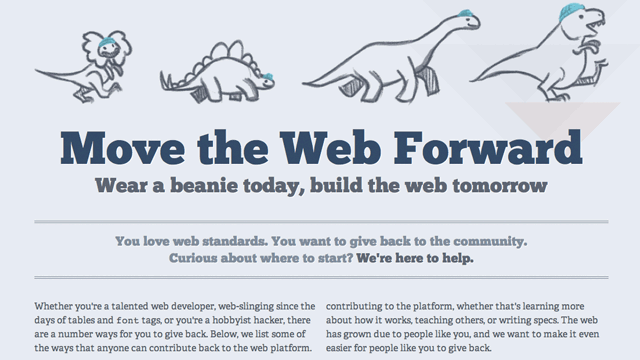 Move the Web Forward
Wear a beanie today, build the web tomorrow
You love web standards. You want to give back to the community.
Curious about where to start? We're here to help.
Whether you're a talented web developer, web-slinging since the
days of tables and font tags, or you're a hobbyist hacker, there
are a number ways for you to give back. Below, we list some of
the ways that anyone can contribute back to the web platform.
contributing to the platform, whether that's learning more
about how it works, teaching others, or writing specs. The web
has grown due to people like you, and we want to make it even
easier for people like you to give back.